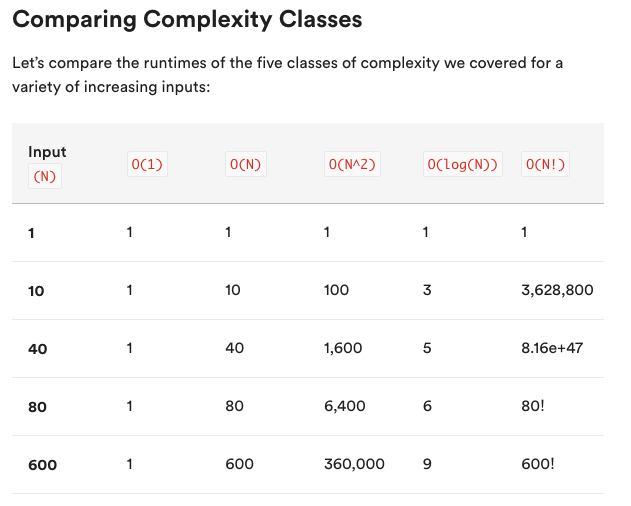 Comparing Complexity Classes
Let’s compare the runtimes of the five classes of complexity we covered for a
variety of increasing inputs:
Input
(N) O(1) O(N) O(N^2) O(log(N)) O(N!)
1 1 1 1 1 1
10 1 10 100 3 3,628,800
40 1 40 1,600 5 8.16e+47
80 1 80 6,400 6 80!
600 1 600 360,000 9 600!